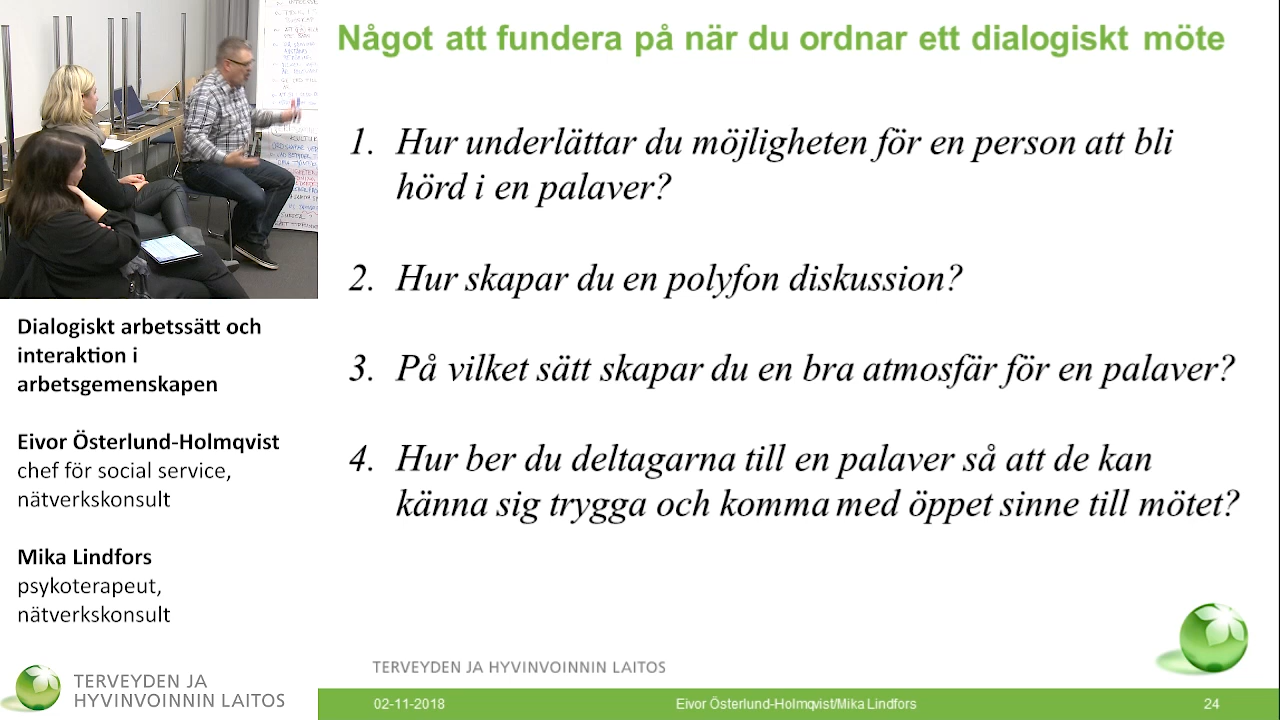 Något att fundera på när du ordnar ett dialogiskt möte
1. Hur underlättar du möjligheten för en person att bli
hörd i en palaver?
2. Hur skapar du en polyfon diskussion?
3. På vilket sätt skapar du en bra atmosfär för en palaver?
4. Hur ber du deltagarna till en palaver så att de kan
känna sig trygga och komma med öppet sinne till mötet?
Dialogiskt arbetssätt och
interaktion i
arbetsgemenskapen
Eivor Österlund-Holmqvist
chef för social service,
nätverkskonsult
Mika Lindfors
psykoterapeut,
nätverkskonsult
TERVEYDEN JA
HYVINVOINNIN LAITOS
TERVEYDEN JA HYVINVOINNIN LAITOS
02-11-2018
Eivor Österlund-Holmqvist/Mika Lindfors
24